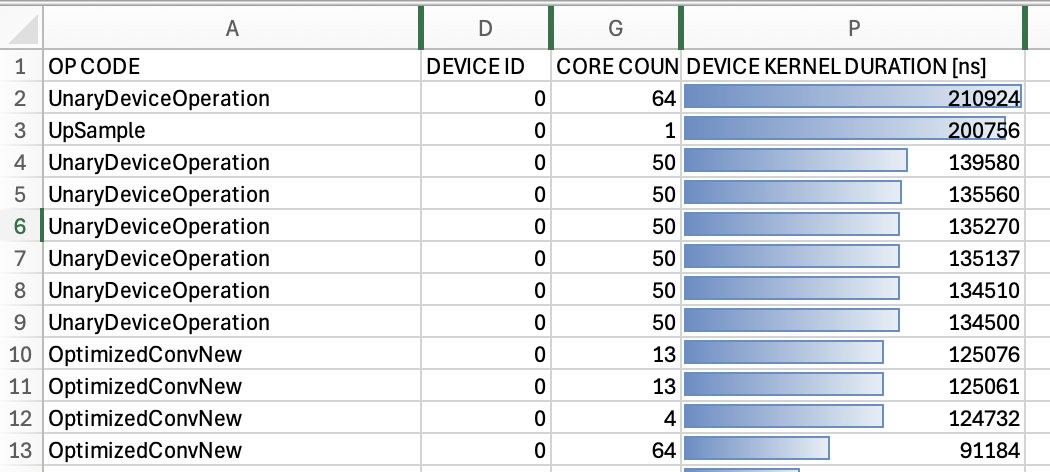 A D G P
1 OP CODE DEVICE ID CORE COUN DEVICE KERNEL DURATION [ns]
2 UnaryDeviceOperation 0 64 210924
3 UpSample 0 1 200756
4 UnaryDeviceOperation 0 50 139580
5 UnaryDeviceOperation 0 50 135560
6 UnaryDeviceOperation 0 50 135270
7 UnaryDeviceOperation 0 50 135137
8 UnaryDeviceOperation 0 50 134510
9 UnaryDeviceOperation 0 50 134500
10 OptimizedConvNew 0 13 125076
11 OptimizedConvNew 0 13 125061
12 OptimizedConvNew 0 4 124732
13 OptimizedConvNew 0 64 91184